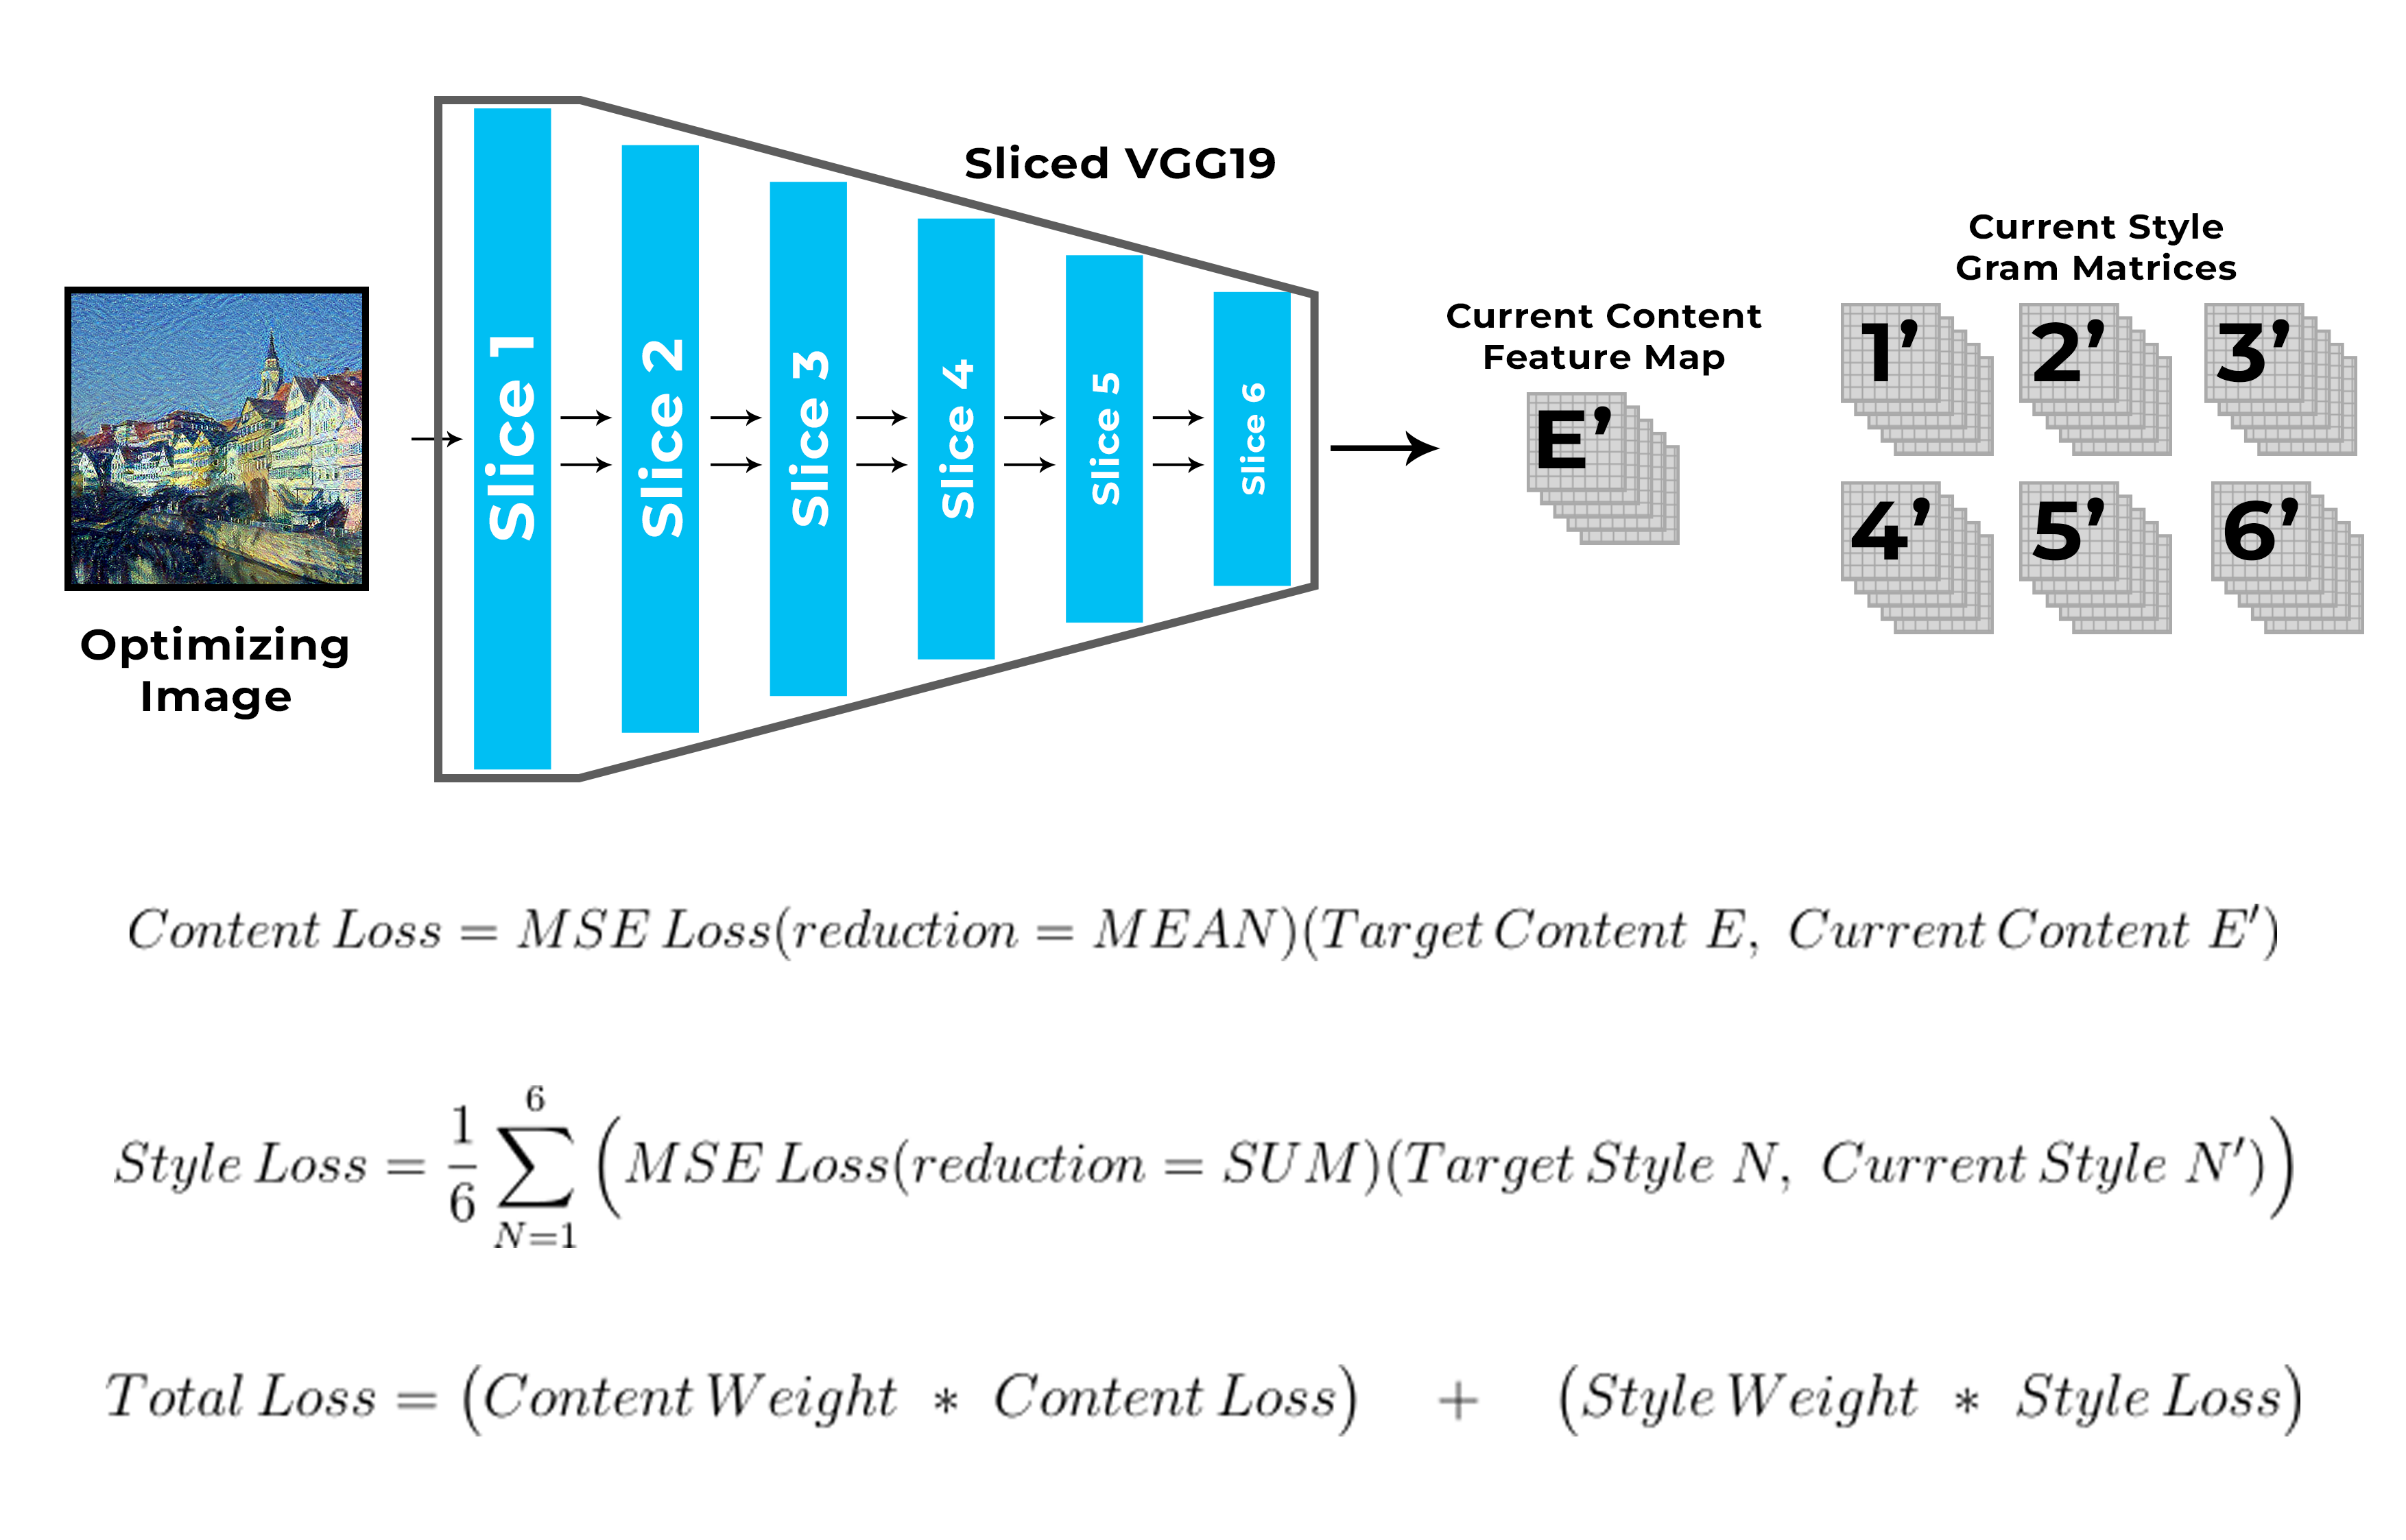 Sliced VGG19
Slice 1
Slice 2
Slice 3
Slice 4
Slice 5
Slice 6
Optimizing
Image
Current Content
Feature Map
E’
Current Style
Gram Matrices
1’ 2’ 3’
4’ 5’ 6’
Content Loss = MSE Loss(reduction = MEAN)(Target Content E, Current Content E′)
Style Loss = \frac{1}{6} \sum_{N=1}^{6} (MSE Loss(reduction = SUM)(Target Style N, Current Style N′))
Total Loss = (Content Weight * Content Loss) + (Style Weight * Style Loss)